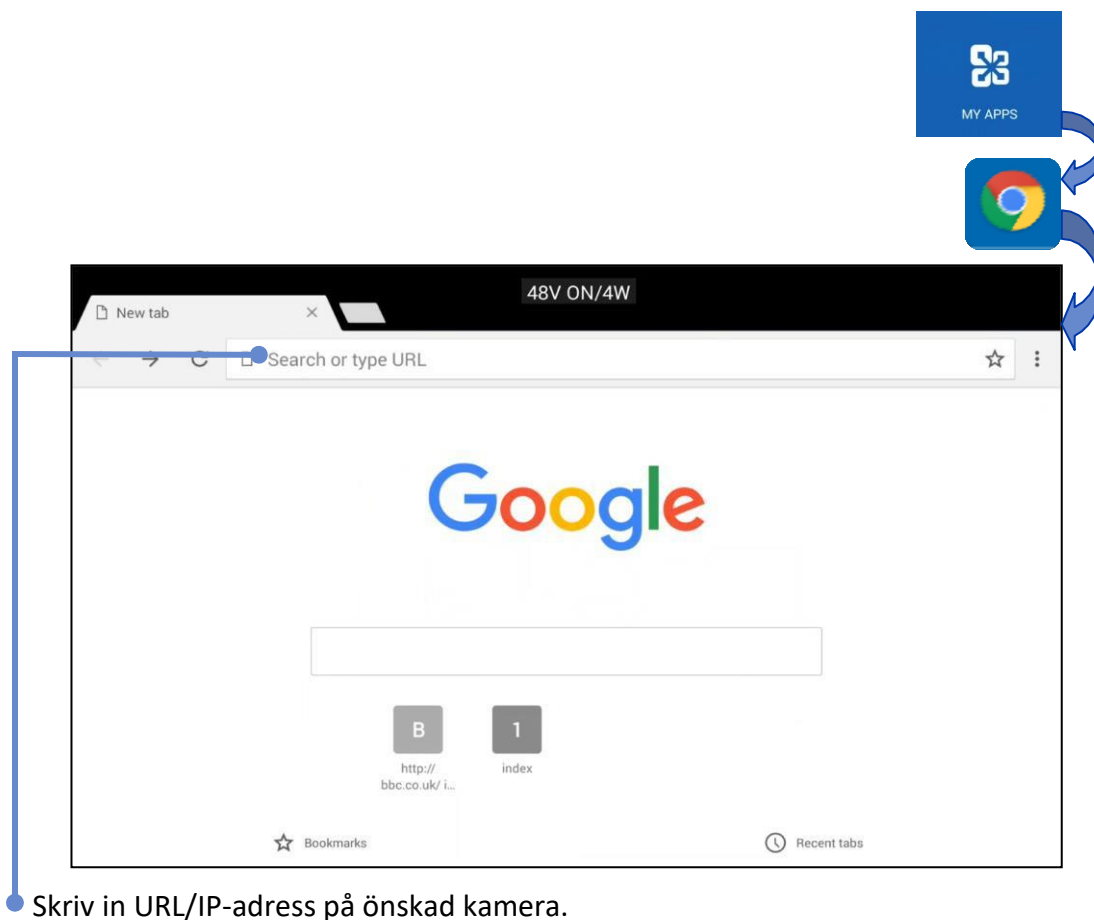 MY APPS
48V ON/4W
New tab
Search or type URL
Google
B
1
http://
index
bbc.co.uk/ i...
Bookmarks
Recent tabs
Skriv in URL/IP-adress på önskad kamera.